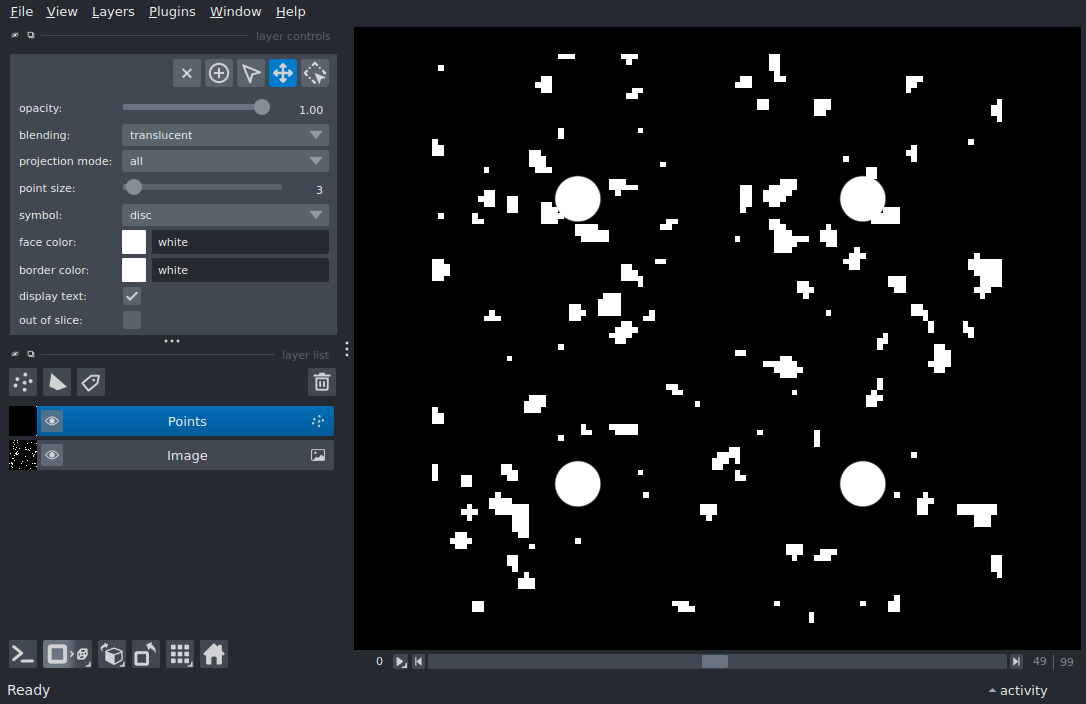 File View Layers Plugins Window Help
layer controls
opacity: 1.00
blending: translucent
projection mode: all
point size: 3
symbol: disc
face color: white
border color: white
display text:
out of slice:
layer list
Points
Image
0 49 99
Ready activity